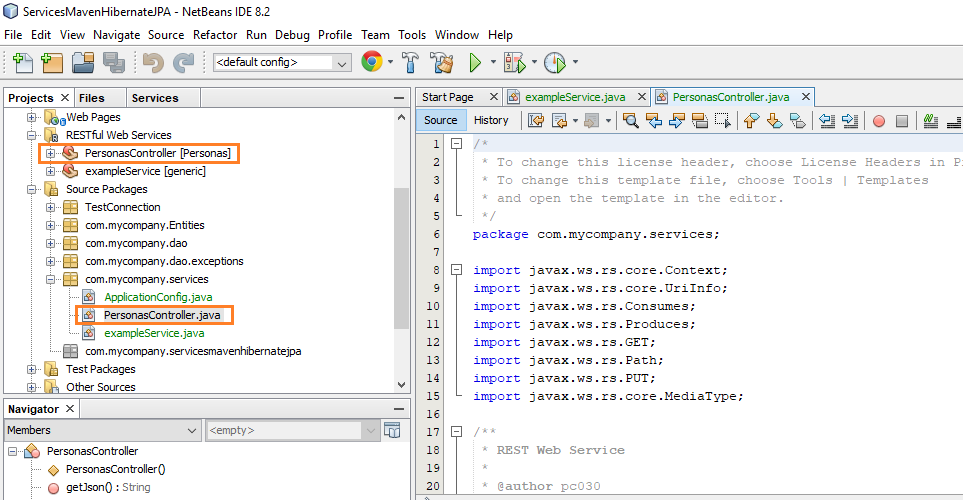 ServicesMavenHibernateJPA - NetBeans IDE 8.2
File Edit View Navigate Source Refactor Run Debug Profile Team Tools Window Help
<default config>
Projects Files Services
Web Pages
RESTful Web Services
PersonasController [Personas]
exampleService [generic]
Source Packages
TestConnection
com.mycompany.Entities
com.mycompany.dao
com.mycompany.dao.exceptions
com.mycompany.services
ApplicationConfig.java
PersonasController.java
exampleService.java
com.mycompany.servicesmavenhibernatejpa
Test Packages
Other Sources
Navigator
Members <empty>
PersonasController
PersonasController()
getJson() : String
Start Page exampleService.java PersonasController.java
Source History
1 /*
2 * To change this license header, choose License Headers in P
3 * To change this template file, choose Tools | Templates
4 * and open the template in the editor.
5 */
6 package com.mycompany.services;
7
8 import javax.ws.rs.core.Context;
9 import javax.ws.rs.core.UriInfo;
10 import javax.ws.rs.Consumes;
11 import javax.ws.rs.Produces;
12 import javax.ws.rs.GET;
13 import javax.ws.rs.Path;
14 import javax.ws.rs.PUT;
15 import javax.ws.rs.core.MediaType;
16
17 /**
18 * REST Web Service
19 *
20 * @author pc030